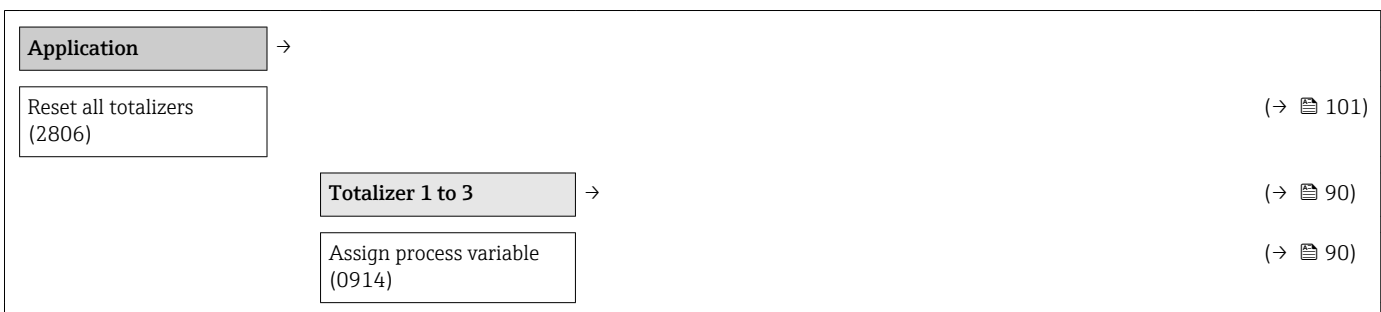 Application →
Reset all totalizers (→ 101)
(2806)
Totalizer 1 to 3 → (→ 90)
Assign process variable (→ 90)
(0914)